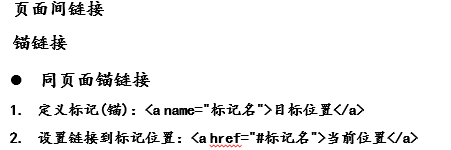 页面间链接
锚链接
● 同页面锚链接
1. 定义标记(锚)：<a name="标记名">目标位置</a>
2. 设置链接到标记位置：<a href="#标记名">当前位置</a>